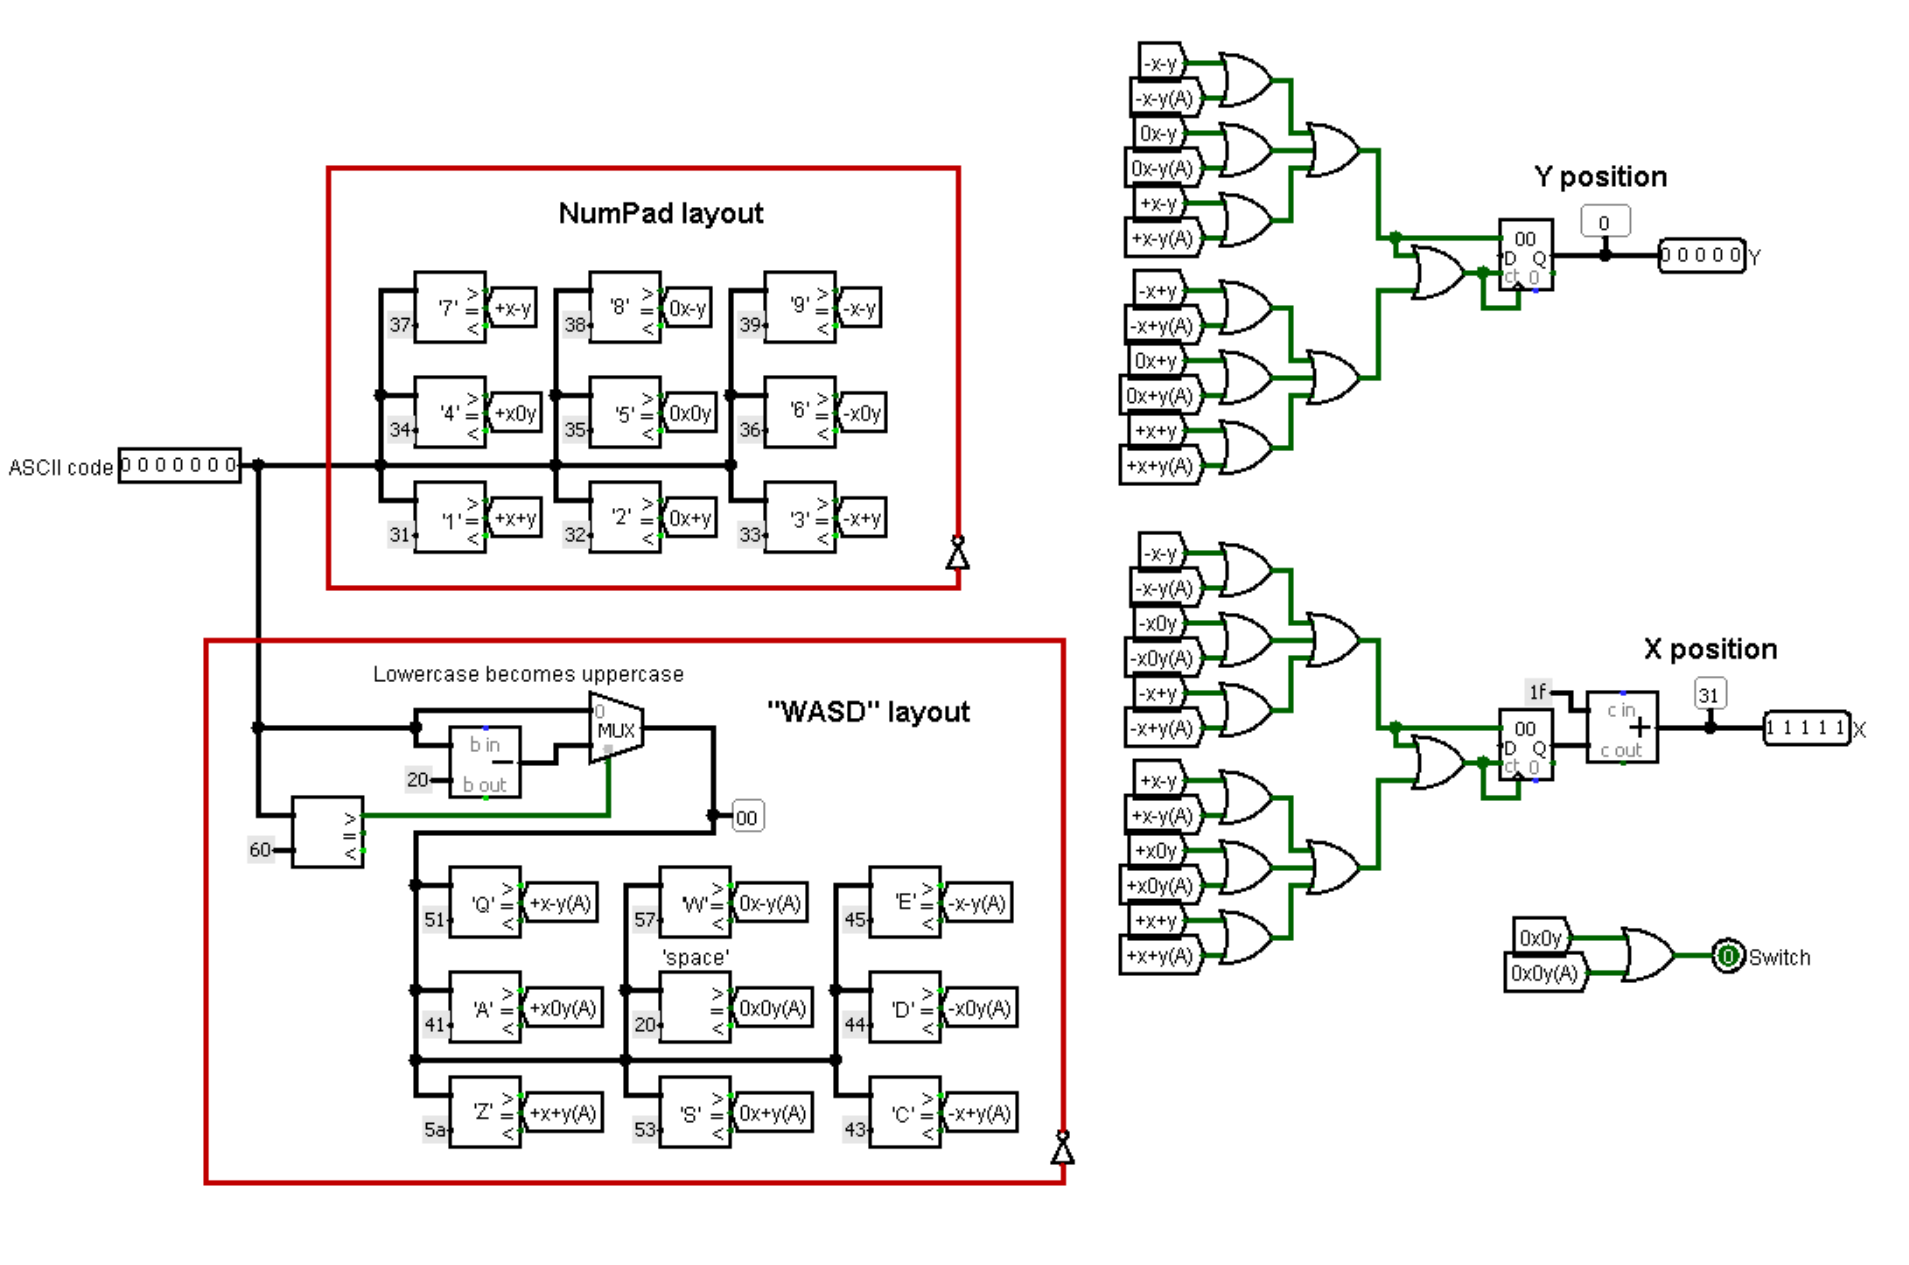 NumPad layout
'7' > = < 37 +x-y
'8' > = < 38 0x-y
'9' > = < 39 -x-y
'4' > = < 34 +x0y
'5' > = < 35 0x0y
'6' > = < 36 -x0y
ASCII code 0 0 0 0 0 0 0
'1' > = < 31 +x+y
'2' > = < 32 0x+y
'3' > = < 33 -x+y
Lowercase becomes uppercase
"WASD" layout
0 MUX
b in
b out
20
00
60 > = <
'Q' > = < 51 +x-y(A)
'W' > = < 57 0x-y(A)
'E' > = < 45 -x-y(A)
'space'
'A' > = < 41 +x0y(A)
> = < 20 0x0y(A)
'D' > = < 44 -x0y(A)
'Z' > = < 5a +x+y(A)
'S' > = < 53 0x+y(A)
'C' > = < 43 -x+y(A)
-x-y
-x-y(A)
0x-y
0x-y(A)
+x-y
+x-y(A)
-x+y
-x+y(A)
0x+y
0x+y(A)
+x+y
+x+y(A)
Y position
0
00
D Q
ct 0
0 0 0 0 0 Y
-x-y
-x-y(A)
-x0y
-x0y(A)
-x+y
-x+y(A)
+x-y
+x-y(A)
+x0y
+x0y(A)
+x+y
+x+y(A)
X position
1f
31
00
D Q
ct 0
c in
+
c out
1 1 1 1 1 X
0x0y
0x0y(A)
0 Switch